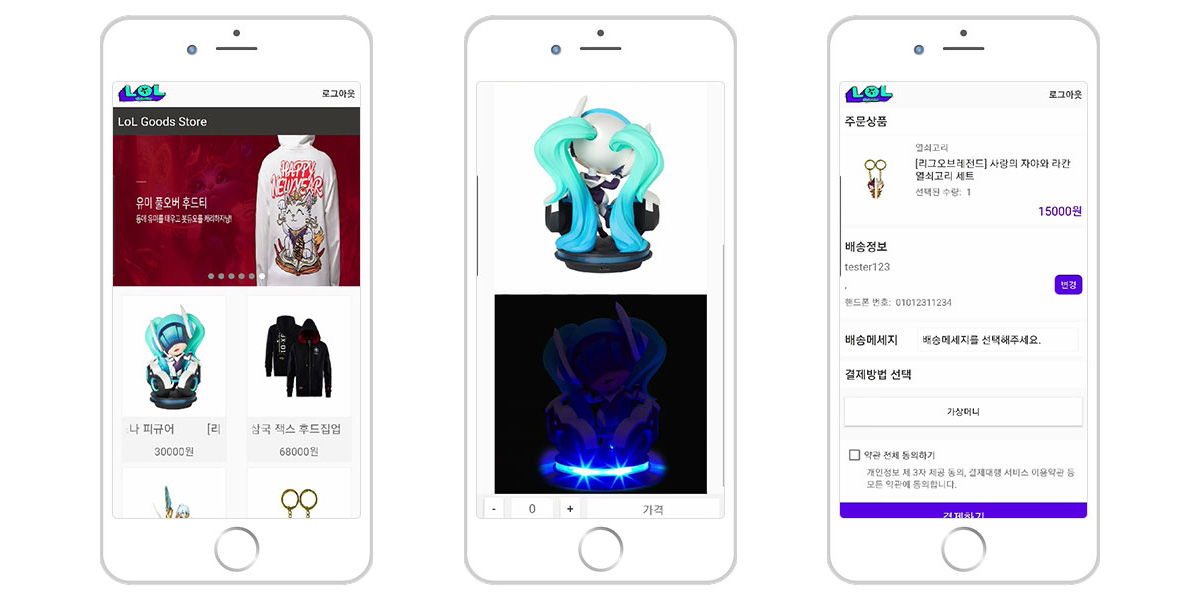 LOL
로그아웃
LoL Goods Store
HAPPY
NEW YEAR
유미 풀오버 후드티
등에 유미를 태우고 봇듀오를 캐리하자냥!
나 피규어 [리
30000원
삼국 잭스 후드집업
68000원
- 0 + 가격
LOL
로그아웃
주문상품
열쇠고리
[리그오브레전드] 사랑의 자야와 라칸
열쇠고리 세트
선택된 수량: 1
15000원
배송정보
tester123
,
변경
핸드폰 번호: 01012311234
배송메세지 배송메세지를 선택해주세요.
결제방법 선택
가상머니
약관 전체 동의하기
개인정보 제 3자 제공 동의, 결제대행 서비스 이용약관 등
모든 약관에 동의합니다.
결제하기